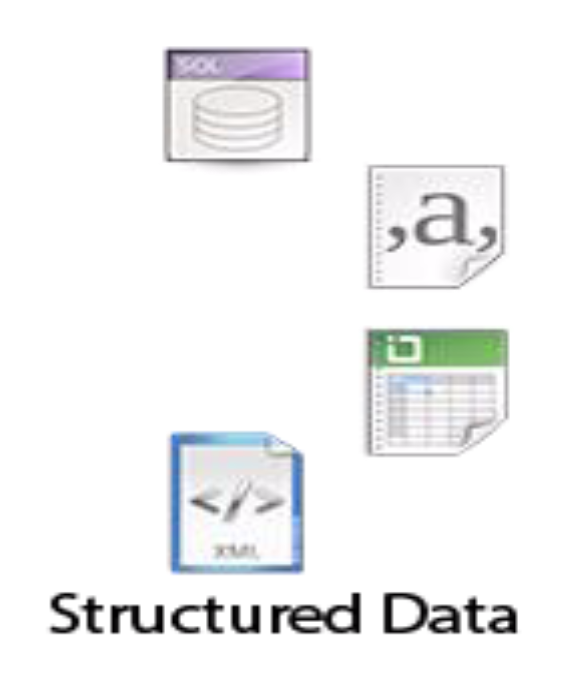 SQL
,a,
XML
Structured Data